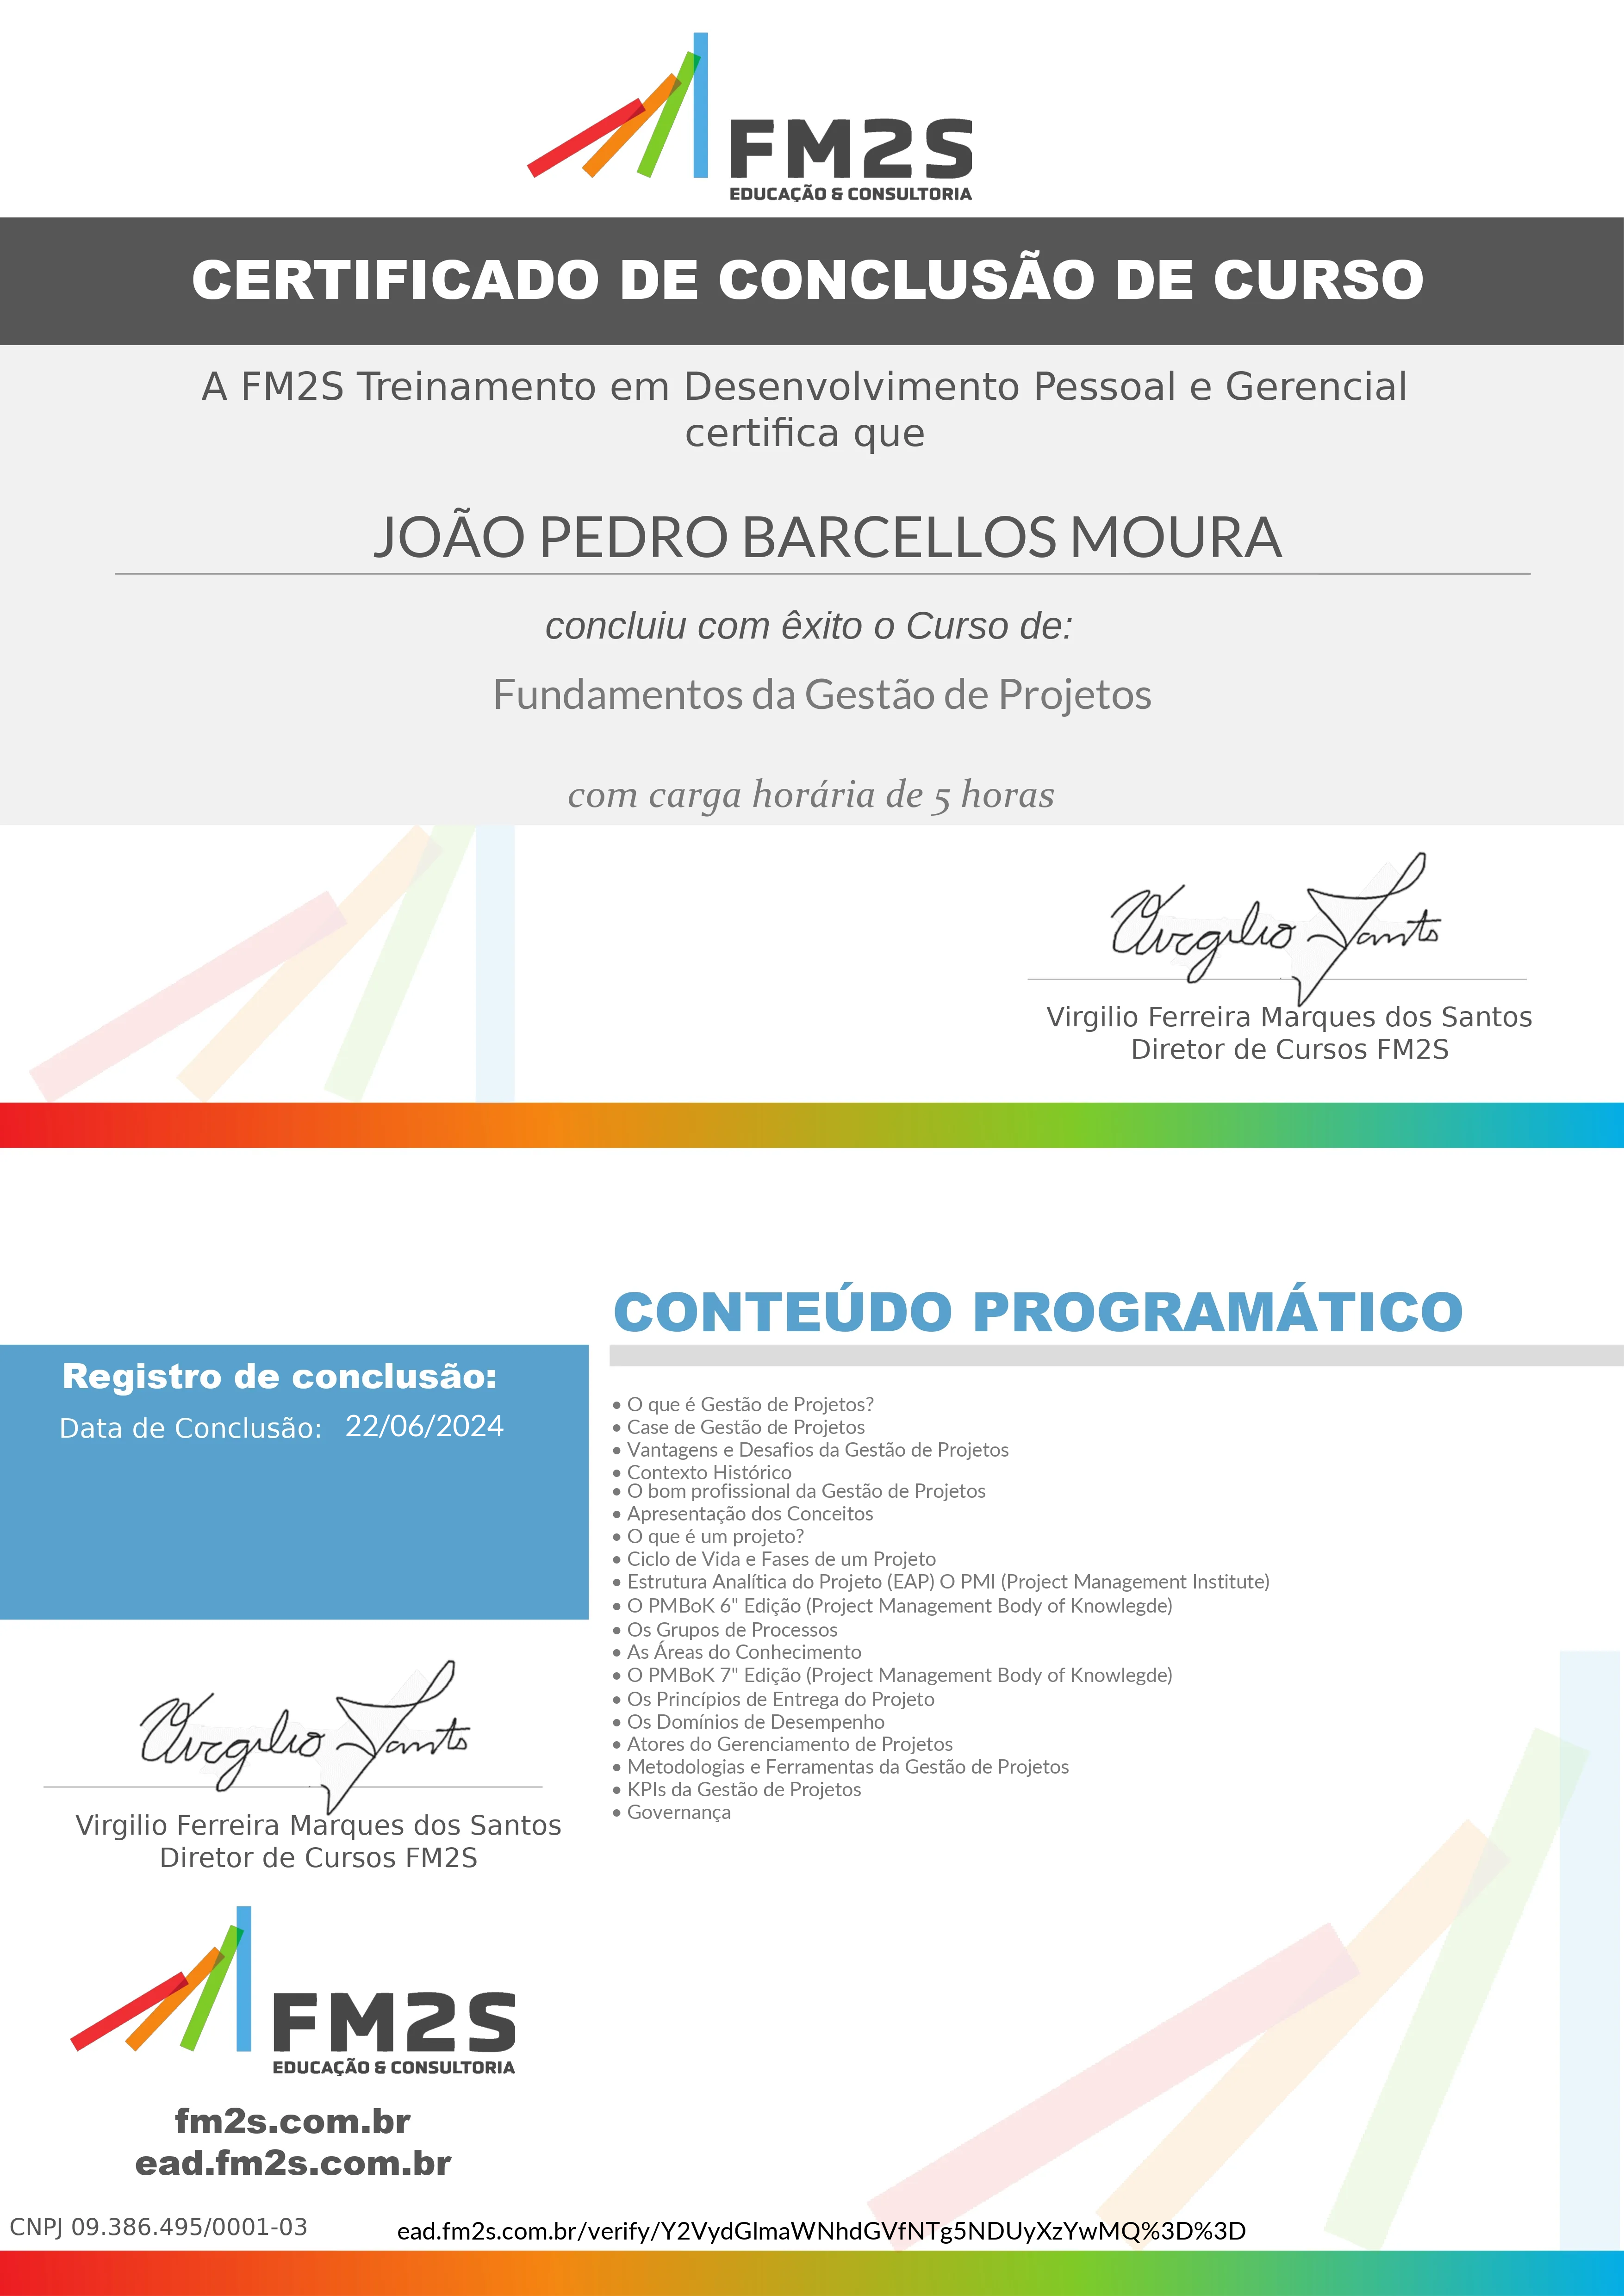 FM2S
EDUCAÇÃO & CONSULTORIA
CERTIFICADO DE CONCLUSÃO DE CURSO
A FM2S Treinamento em Desenvolvimento Pessoal e Gerencial
certifica que
JOÃO PEDRO BARCELLOS MOURA
concluiu com êxito o Curso de:
Fundamentos da Gestão de Projetos
com carga horária de 5 horas
Virgilio Santos
Virgilio Ferreira Marques dos Santos
Diretor de Cursos FM2S
CONTEÚDO PROGRAMÁTICO
Registro de conclusão:
Data de Conclusão: 22/06/2024
• O que é Gestão de Projetos?
• Case de Gestão de Projetos
• Vantagens e Desafios da Gestão de Projetos
• Contexto Histórico
• O bom profissional da Gestão de Projetos
• Apresentação dos Conceitos
• O que é um projeto?
• Ciclo de Vida e Fases de um Projeto
• Estrutura Analítica do Projeto (EAP) O PMI (Project Management Institute)
• O PMBoK 6" Edição (Project Management Body of Knowlegde)
• Os Grupos de Processos
• As Áreas do Conhecimento
• O PMBoK 7" Edição (Project Management Body of Knowlegde)
• Os Princípios de Entrega do Projeto
• Os Domínios de Desempenho
• Atores do Gerenciamento de Projetos
• Metodologias e Ferramentas da Gestão de Projetos
• KPIs da Gestão de Projetos
• Governança
Virgilio Santos
Virgilio Ferreira Marques dos Santos
Diretor de Cursos FM2S
FM2S
EDUCAÇÃO & CONSULTORIA
fm2s.com.br
ead.fm2s.com.br
CNPJ 09.386.495/0001-03
ead.fm2s.com.br/verify/Y2VydGlmaWNhdGVfNTg5NDUyXzYwMQ%3D%3D